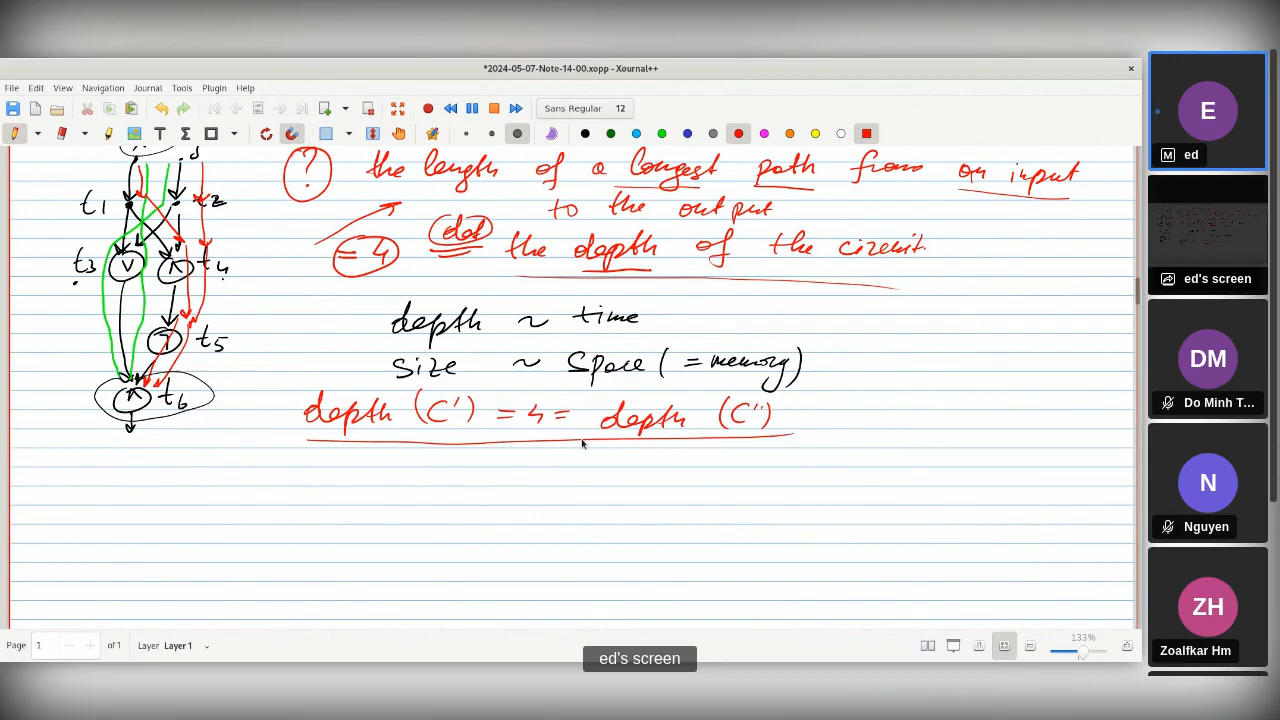 *2024-05-07-Note-14-00.xopp - Xournal++
File Edit View Navigation Journal Tools Plugin Help
Sans Regular 12
? the length of a longest path from an input
to the output
= 4 (def) the depth of the circuit.
t1 t2
t3 V Λ t4
t5
Λ t6
depth ~ time
size ~ Space (= memory)
depth (C') = 4 = depth (C'')
Page 1 of 1 Layer Layer 1
133%
ed's screen
E
ed
ed's screen
DM
Do Minh T...
N
Nguyen
ZH
Zoalfkar Hm